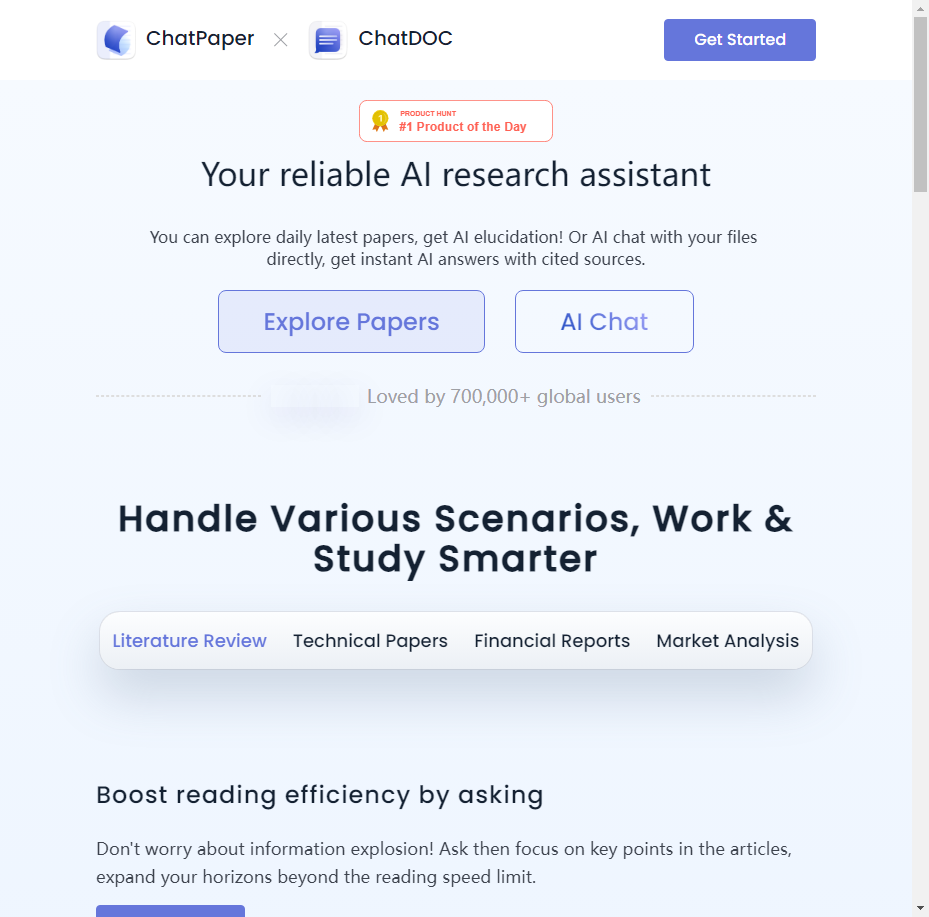 ChatPaper
ChatDOC
Get Started
PRODUCT HUNT
#1 Product of the Day
1
Your reliable AI research assistant
You can explore daily latest papers, get AI elucidation! Or AI chat with your files
directly, get instant AI answers with cited sources.
Explore Papers
AI Chat
Loved by 700,000+ global users
Handle Various Scenarios, Work &
Study Smarter
Literature Review
Technical Papers
Financial Reports
Market Analysis
Boost reading efficiency by asking
Don't worry about information explosion! Ask then focus on key points in the articles,
expand your horizons beyond the reading speed limit.